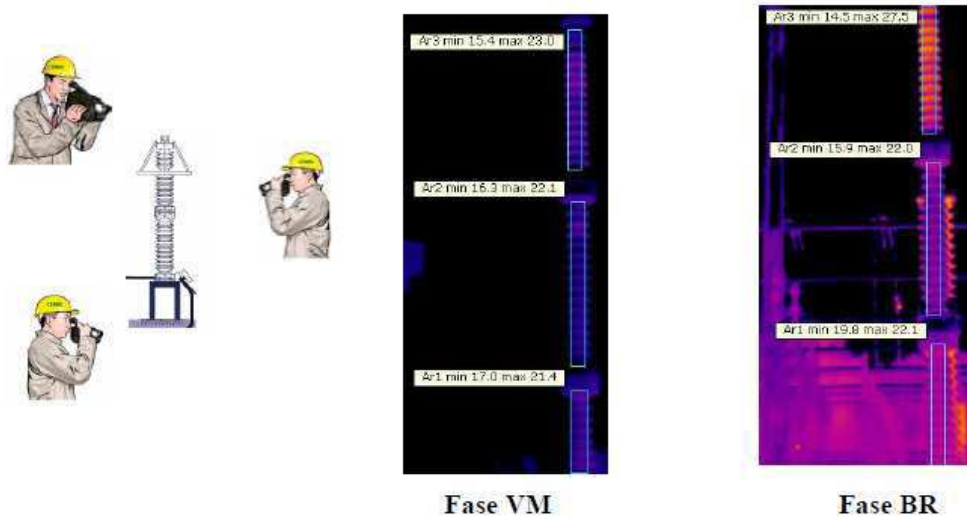 Ar3 min 15.4 max 23.0
Ar2 min 16.3 max 22.1
Ar1 min 17.0 max 21.4
Fase VM
Ar3 min 14.5 max 27.5
Ar2 min 15.9 max 22.0
Ar1 min 19.8 max 22.1
Fase BR